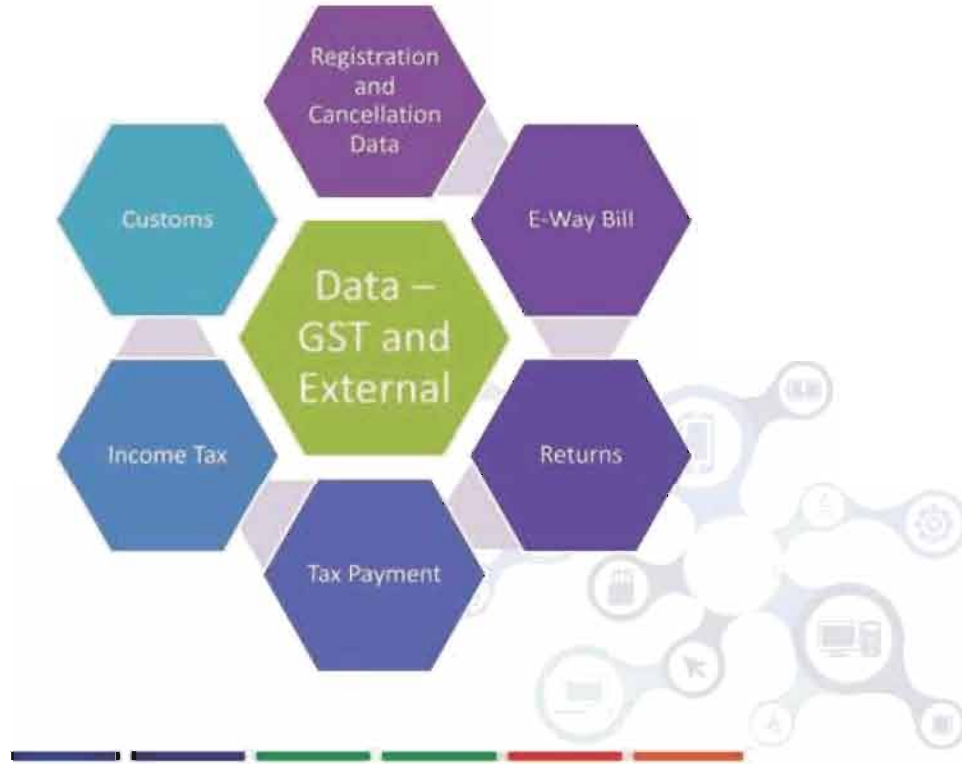 Registration
and
Cancellation
Data
Customs
E-Way Bill
Data –
GST and
External
Income Tax
Returns
Tax Payment